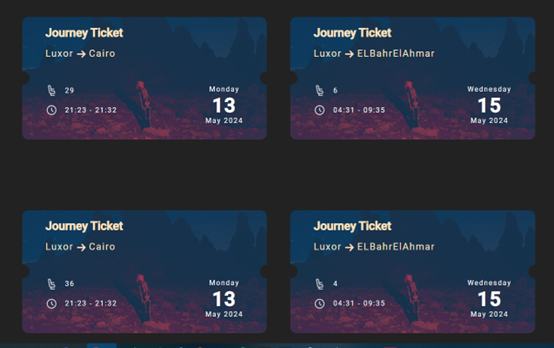 Journey Ticket
Luxor → Cairo
29
21:23 - 21:32
Monday
13
May 2024
Journey Ticket
Luxor → ELBahrElAhmar
6
04:31 - 09:35
Wednesday
15
May 2024
Journey Ticket
Luxor → Cairo
36
21:23 - 21:32
Monday
13
May 2024
Journey Ticket
Luxor → ELBahrElAhmar
4
04:31 - 09:35
Wednesday
15
May 2024